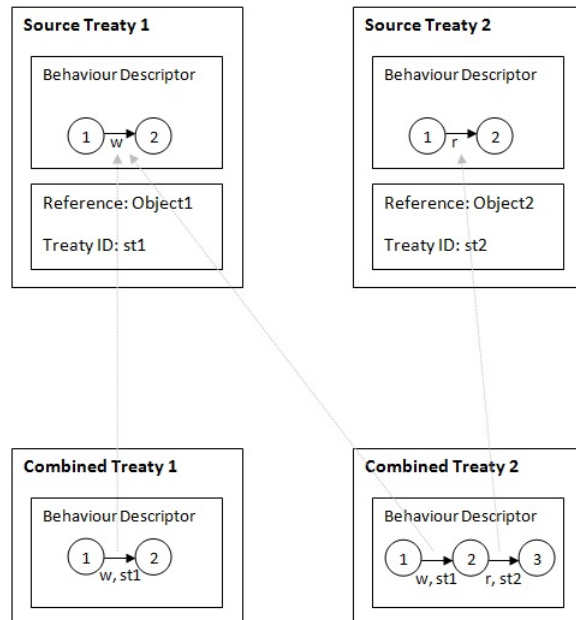 Source Treaty 1
Behaviour Descriptor
1
2
w
Reference: Object1
Treaty ID: st1
Source Treaty 2
Behaviour Descriptor
1
2
r
Reference: Object2
Treaty ID: st2
Combined Treaty 1
Behaviour Descriptor
1
2
w, st1
Combined Treaty 2
Behaviour Descriptor
1
2
3
w, st1
r, st2